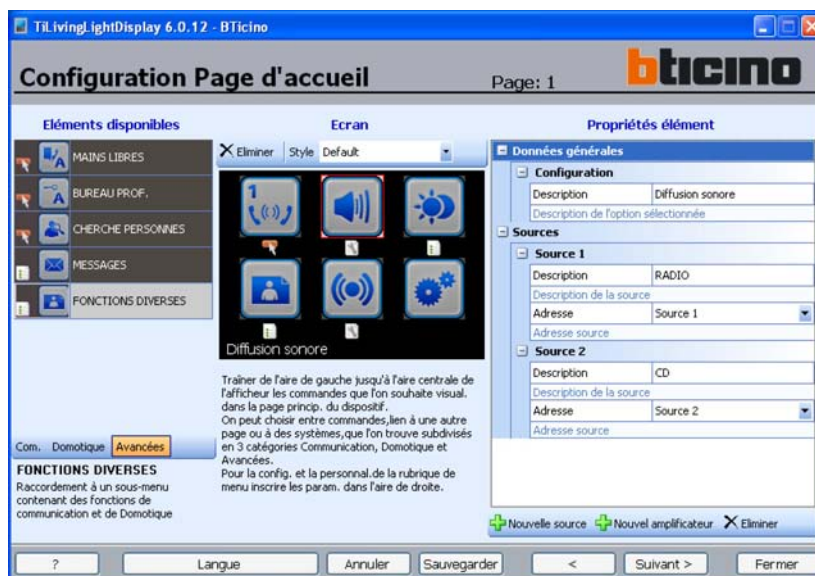 TiLivingLightDisplay 6.0.12 - BTicino
Configuration Page d'accueil
Page: 1
bticino
Eléments disponibles
MAINS LIBRES
BUREAU PROF.
CHERCHE PERSONNES
MESSAGES
FONCTIONS DIVERSES
Com. Domotique Avancées
FONCTIONS DIVERSES
Raccordement à un sous-menu
contenant des fonctions de
communication et de Domotique
Ecran
Eliminer Style Default
1
Diffusion sonore
Traîner de l'aire de gauche jusqu'à l'aire centrale de
l'afficheur les commandes que l'on souhaite visual.
dans la page princip. du dispositif.
On peut choisir entre commandes,lien à une autre
page ou à des systèmes,que l'on trouve subdivisés
en 3 catégories Communication, Domotique et
Avancées.
Pour la config. et la personnal.de la rubrique de
menu inscrire les param. dans l'aire de droite.
Propriétés élément
Données générales
Configuration
Description Diffusion sonore
Description de l'option sélectionnée
Sources
Source 1
Description RADIO
Description de la source
Adresse Source 1
Adresse source
Source 2
Description CD
Description de la source
Adresse Source 2
Adresse source
Nouvelle source Nouvel amplificateur Eliminer
? Langue Annuler Sauvegarder < Suivant > Fermer